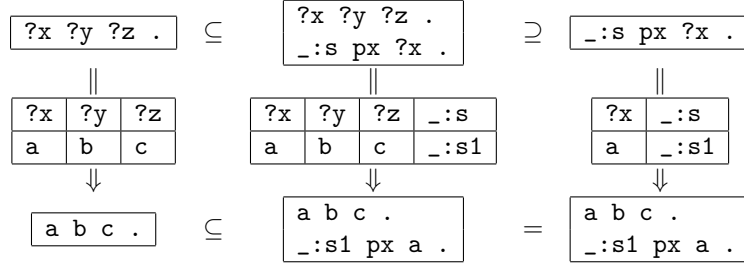 ?x ?y ?z . ⊆ ?x ?y ?z . ⊇ _:s px ?x .
_:s px ?x .
|| || ||
?x ?y ?z ?x ?y ?z _:s ?x _:s
a b c a b c _:s1 a _:s1
⇓ ⇓ ⇓
a b c . ⊆ a b c . = a b c .
_:s1 px a . _:s1 px a .